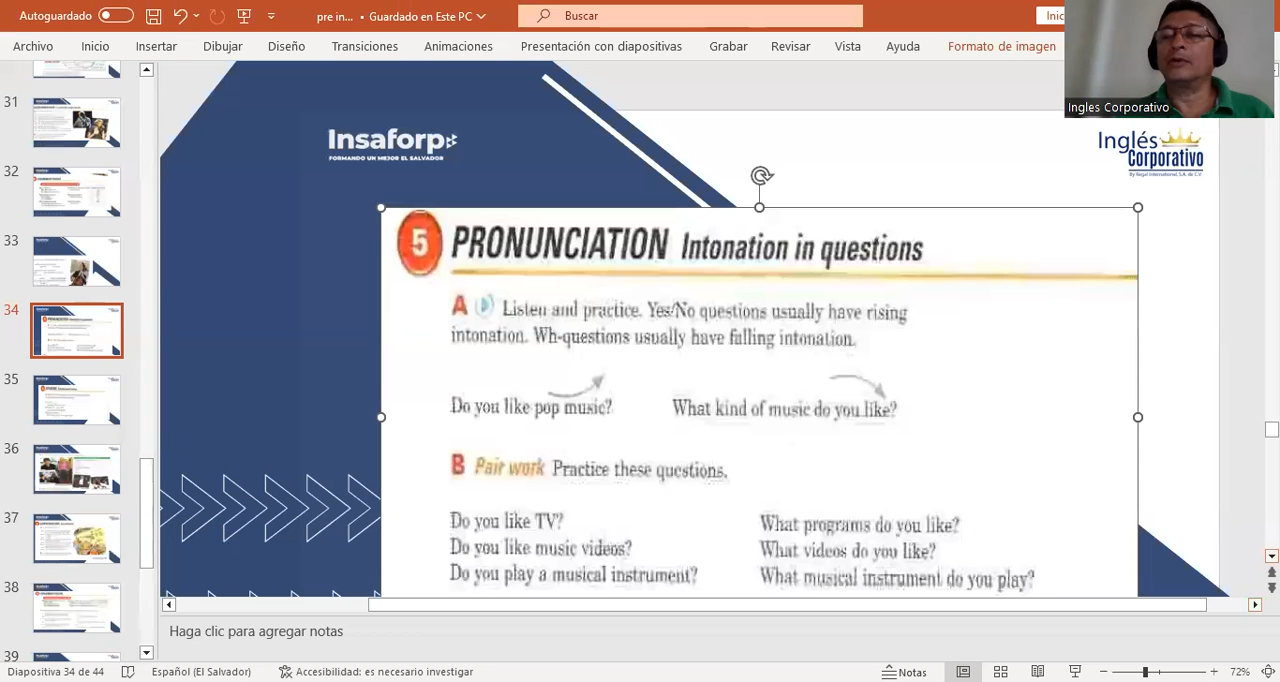 Autoguardado
pre in... • Guardado en Este PC
Buscar
Inic
Archivo Inicio Insertar Dibujar Diseño Transiciones Animaciones Presentación con diapositivas Grabar Revisar Vista Ayuda Formato de imagen
Ingles Corporativo
31
32
33
34
35
36
37
38
39
Insaforp
FORMANDO UN MEJOR EL SALVADOR
Inglés
Corporativo
By Regal International, S.A. de C.V.
5 PRONUNCIATION Intonation in questions
A Listen and practice. Yes/No questions usually have rising
intonation. Wh-questions usually have falling intonation.
Do you like pop music? What kind of music do you like?
B Pair work Practice these questions.
Do you like TV? What programs do you like?
Do you like music videos? What videos do you like?
Do you play a musical instrument? What musical instrument do you play?
Haga clic para agregar notas
Diapositiva 34 de 44 Español (El Salvador) Accesibilidad: es necesario investigar Notas 72%